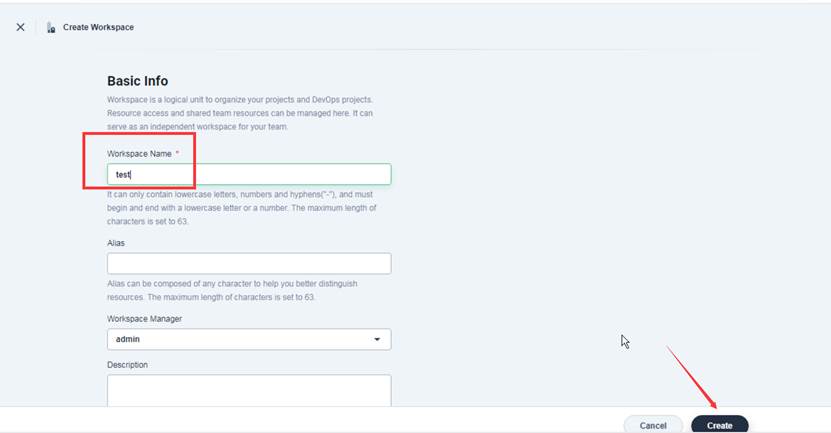 Create Workspace
Basic Info
Workspace is a logical unit to organize your projects and DevOps projects.
Resource access and shared team resources can be managed here. It can
serve as an independent workspace for your team.
Workspace Name *
test
It can only contain lowercase letters, numbers and hyphens("-"), and must
begin and end with a lowercase letter or a number. The maximum length of
characters is set to 63.
Alias
Alias can be composed of any character to help you better distinguish
resources. The maximum length of characters is set to 63.
Workspace Manager
admin
Description
Cancel Create